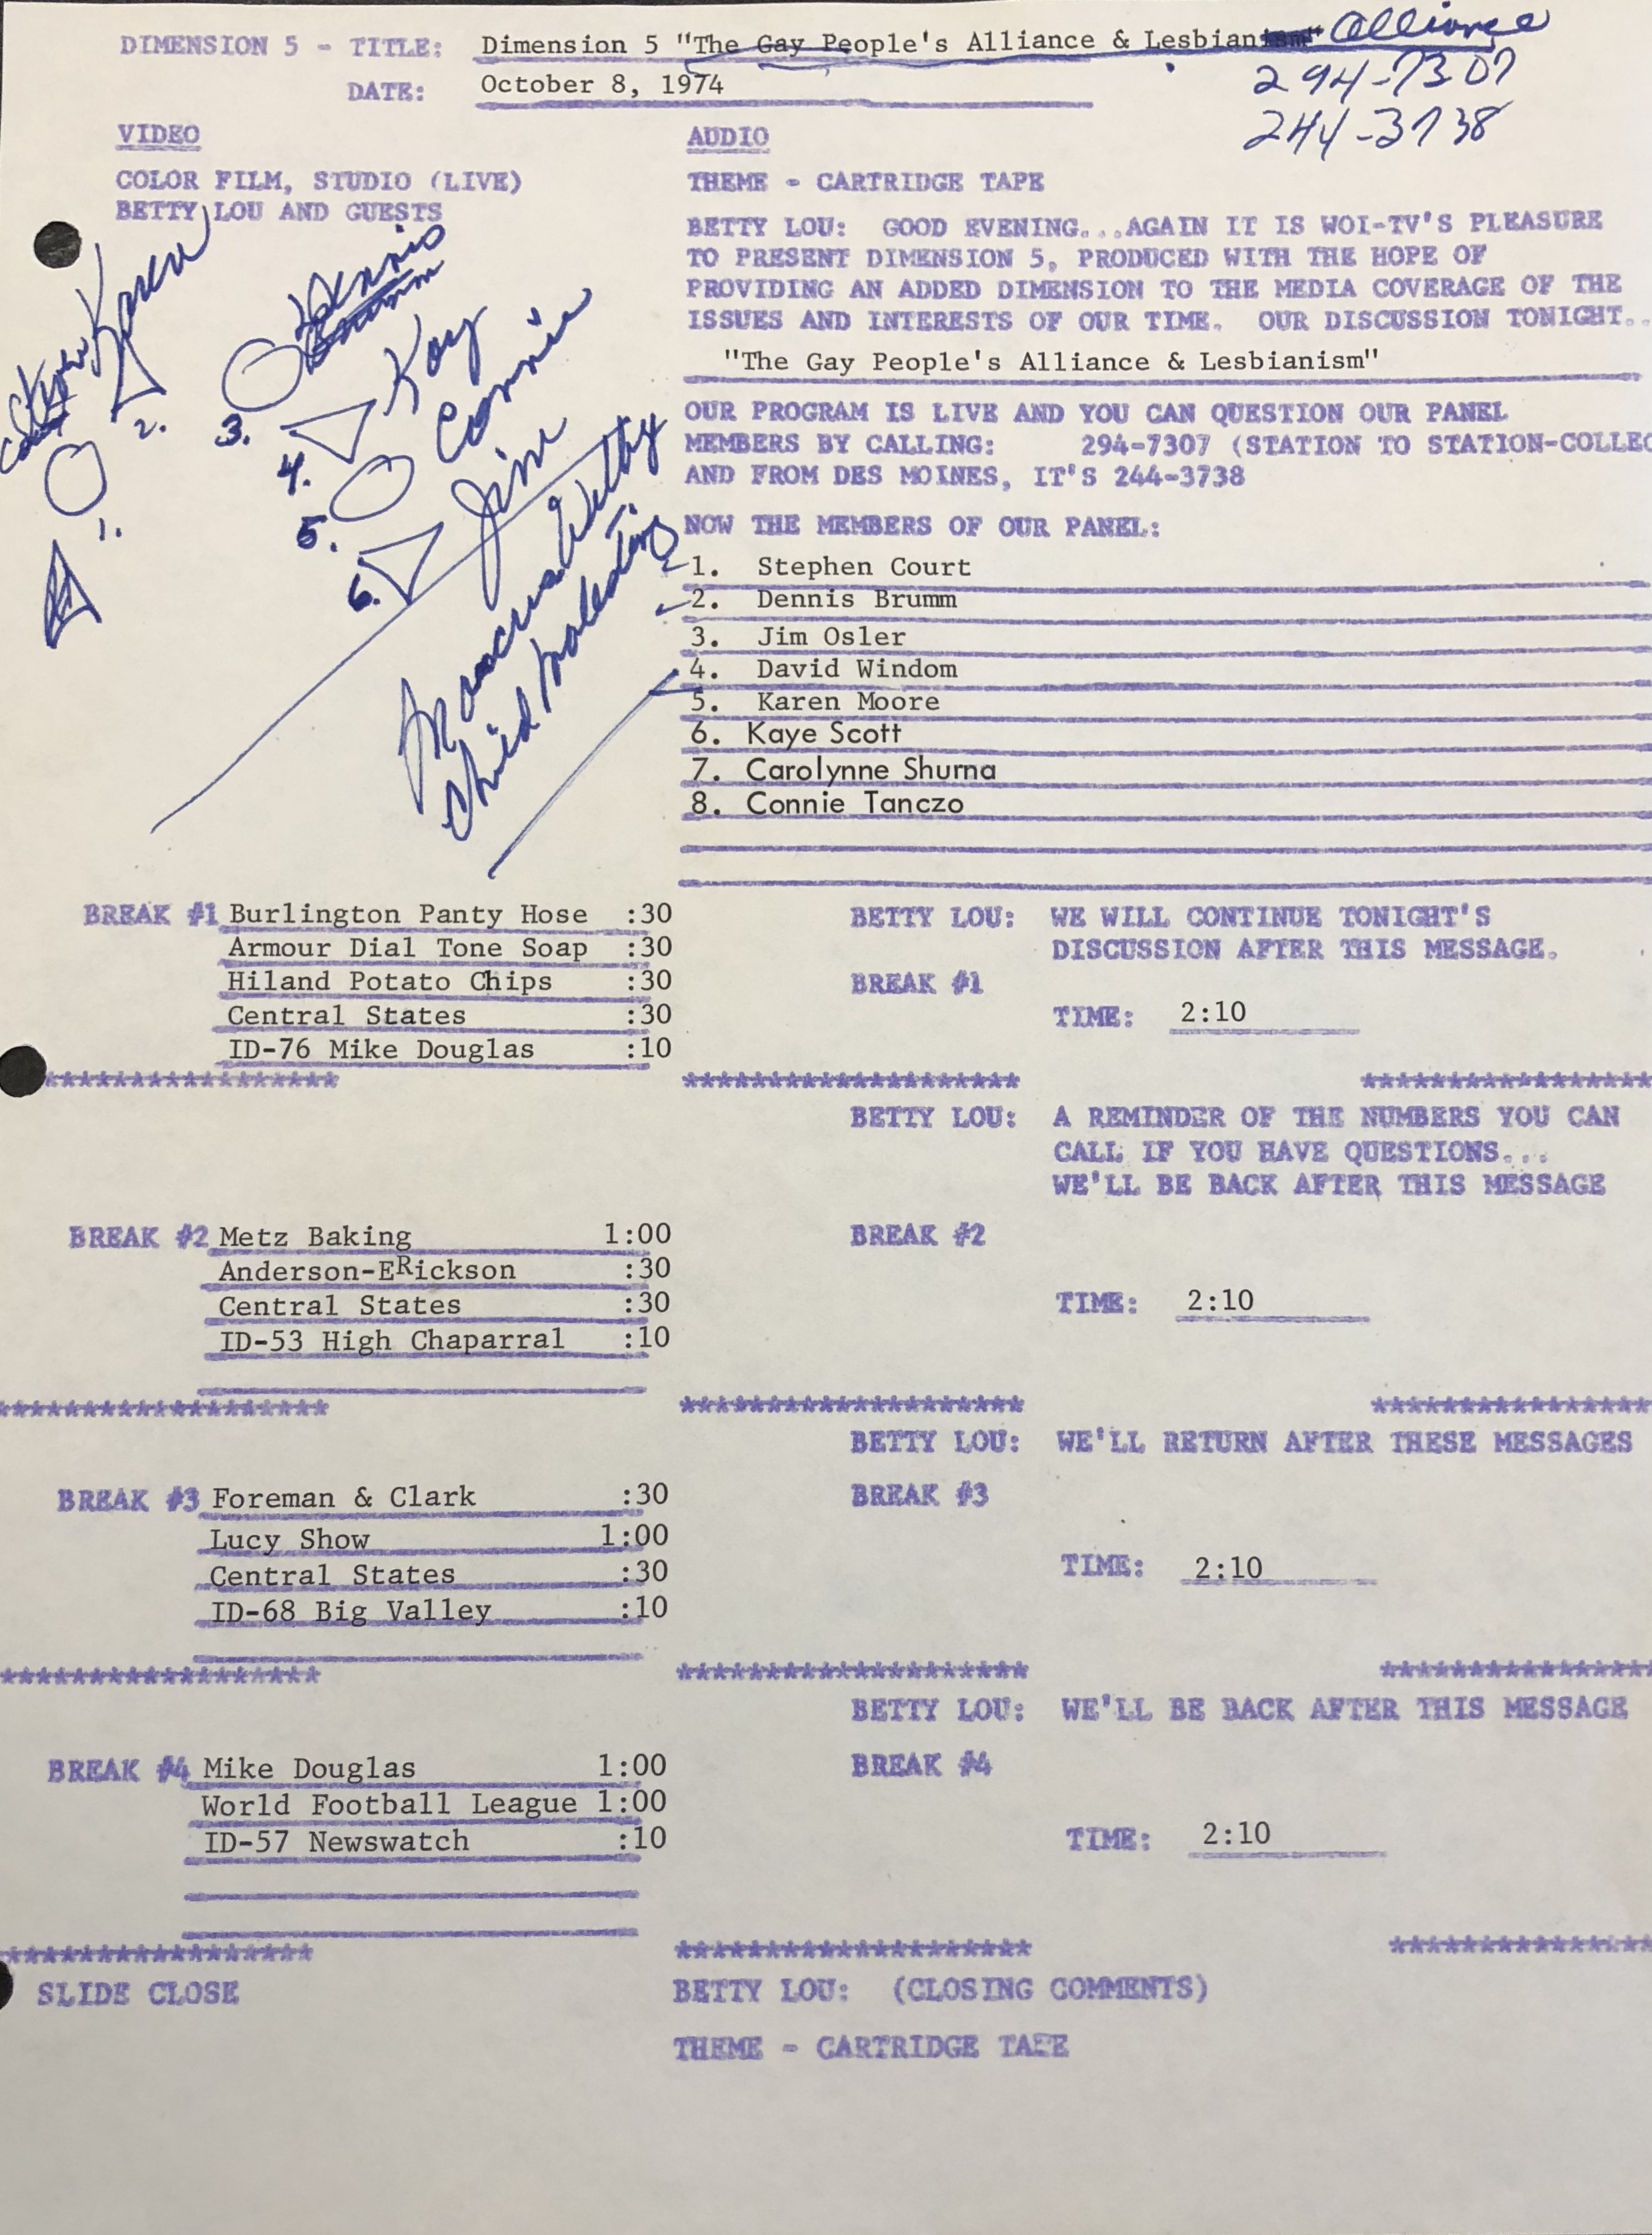 DIMENSION 5 - TITLE: Dimension 5 "The Gay People's Alliance & Lesbianism" Alliance
DATE: October 8, 1974
294-7307
244-3738
VIDEO
COLOR FILM, STUDIO (LIVE)
BETTY LOU AND GUESTS
Karen
2.
1.
Dennis
Brumm
3.
Kay
4.
Connie
5.
Jim
6.
Child Molesting
AUDIO
THEME - CARTRIDGE TAPE
BETTY LOU: GOOD EVENING...AGAIN IT IS WOI-TV'S PLEASURE
TO PRESENT DIMENSION 5, PRODUCED WITH THE HOPE OF
PROVIDING AN ADDED DIMENSION TO THE MEDIA COVERAGE OF THE
ISSUES AND INTERESTS OF OUR TIME. OUR DISCUSSION TONIGHT..
"The Gay People's Alliance & Lesbianism"
OUR PROGRAM IS LIVE AND YOU CAN QUESTION OUR PANEL
MEMBERS BY CALLING: 294-7307 (STATION TO STATION-COLLEC
AND FROM DES MOINES, IT'S 244-3738
NOW THE MEMBERS OF OUR PANEL:
1. Stephen Court
2. Dennis Brumm
3. Jim Osler
4. David Windom
5. Karen Moore
6. Kaye Scott
7. Carolynne Shurna
8. Connie Tanczo
BREAK #1 Burlington Panty Hose :30
Armour Dial Tone Soap :30
Hiland Potato Chips :30
Central States :30
ID-76 Mike Douglas :10
BETTY LOU: WE WILL CONTINUE TONIGHT'S
DISCUSSION AFTER THIS MESSAGE.
BREAK #1
TIME: 2:10
BETTY LOU: A REMINDER OF THE NUMBERS YOU CAN
CALL IF YOU HAVE QUESTIONS...
WE'LL BE BACK AFTER THIS MESSAGE
BREAK #2 Metz Baking 1:00
Anderson-ERickson :30
Central States :30
ID-53 High Chaparral :10
BREAK #2
TIME: 2:10
BETTY LOU: WE'LL RETURN AFTER THESE MESSAGES
BREAK #3 Foreman & Clark :30
Lucy Show 1:00
Central States :30
ID-68 Big Valley :10
BREAK #3
TIME: 2:10
BETTY LOU: WE'LL BE BACK AFTER THIS MESSAGE
BREAK #4 Mike Douglas 1:00
World Football League 1:00
ID-57 Newswatch :10
BREAK #4
TIME: 2:10
SLIDE CLOSE
BETTY LOU: (CLOSING COMMENTS)
THEME - CARTRIDGE TAPE